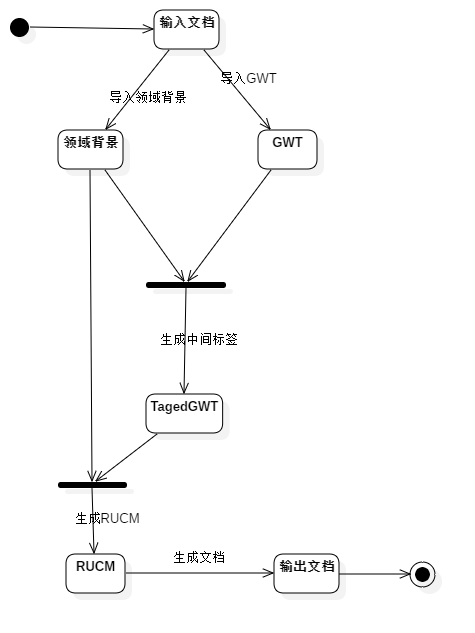 输入文档
导入GWT
导入领域背景
领域背景
GWT
生成中间标签
TagedGWT
生成RUCM
生成文档
RUCM
输出文档